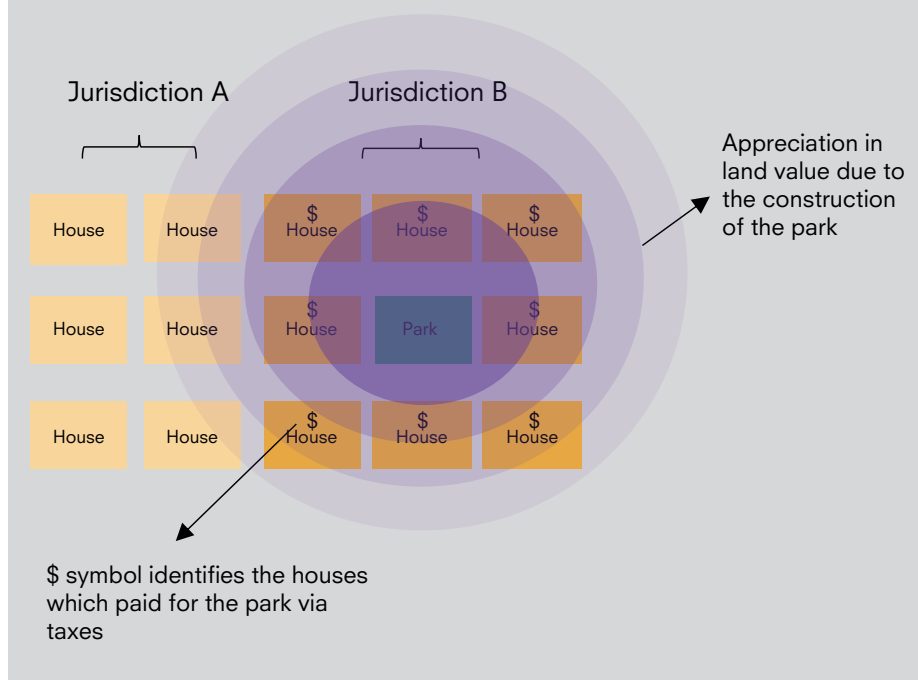 Jurisdiction A
Jurisdiction B
Appreciation in
land value due to
the construction
of the park
$
$
$
House
House
House
House
House
$
$
House
House
House
Park
House
$
$
$
House
House
House
House
House
$ symbol identifies the houses
which paid for the park via
taxes